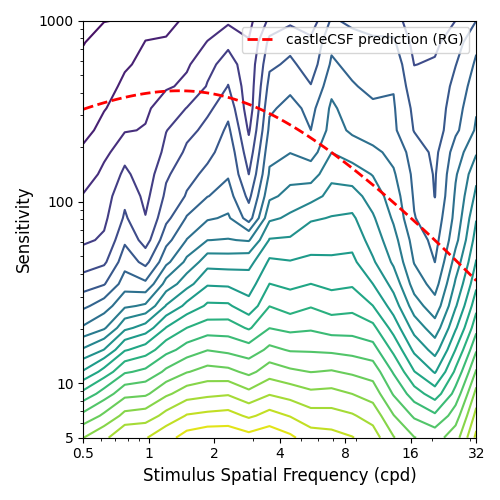 1000
castleCSF prediction (RG)
100
10
5
Sensitivity
0.5 1 2 4 8 16 32
Stimulus Spatial Frequency (cpd)